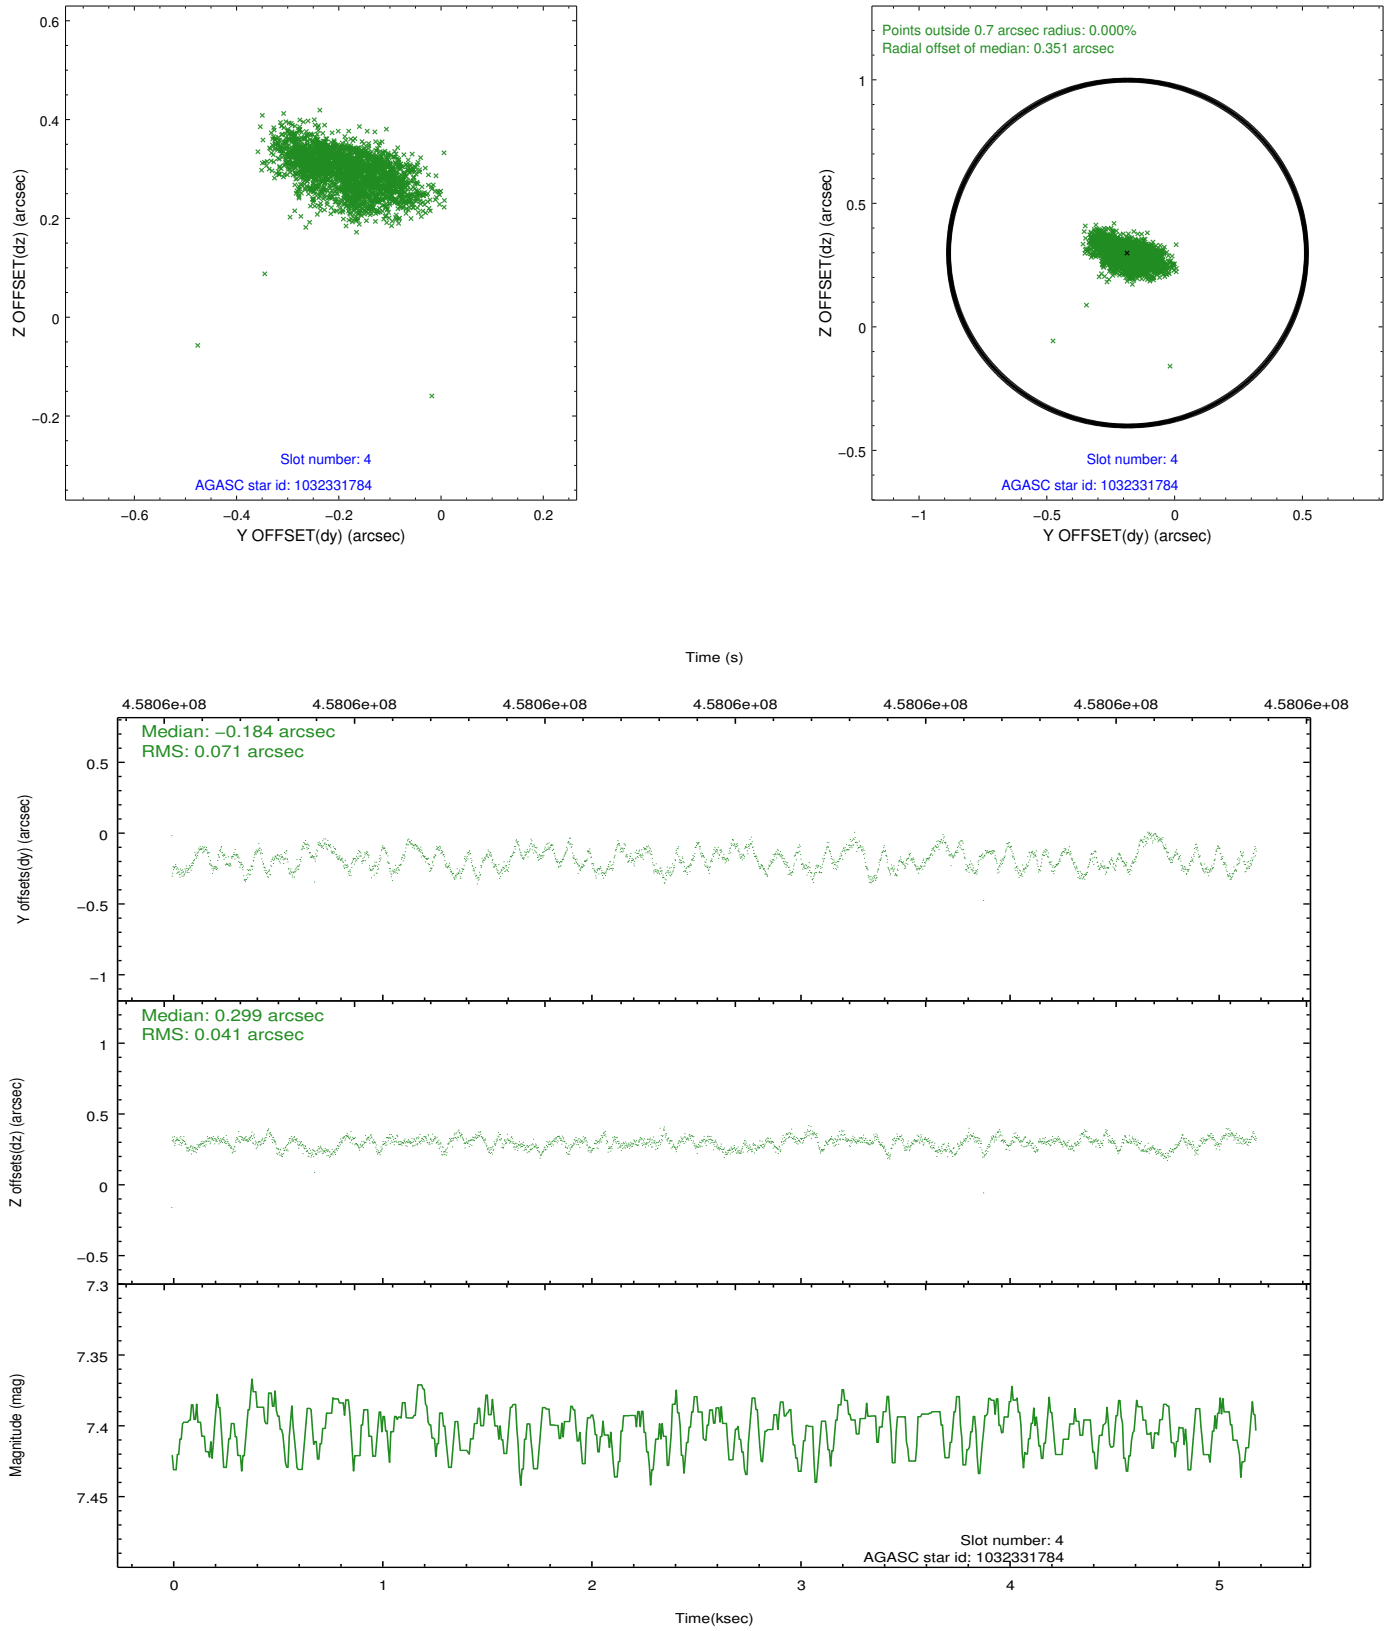 0.6
0.4
0.2
0
−0.2
Z OFFSET(dz) (arcsec)
Slot number: 4
AGASC star id: 1032331784
−0.6 −0.4 −0.2 0 0.2
Y OFFSET(dy) (arcsec)
Points outside 0.7 arcsec radius: 0.000%
Radial offset of median: 0.351 arcsec
1
0.5
0
−0.5
Z OFFSET(dz) (arcsec)
Slot number: 4
AGASC star id: 1032331784
−1 −0.5 0 0.5
Y OFFSET(dy) (arcsec)
Time (s)
4.5806e+08 4.5806e+08 4.5806e+08 4.5806e+08 4.5806e+08 4.5806e+08 4.5806e+08
Median: −0.184 arcsec
RMS: 0.071 arcsec
0.5
0
−0.5
−1
Y offsets(dy) (arcsec)
Median: 0.299 arcsec
RMS: 0.041 arcsec
1
0.5
0
−0.5
Z offsets(dz) (arcsec)
7.3
7.35
7.4
7.45
Magnitude (mag)
Slot number: 4
AGASC star id: 1032331784
0 1 2 3 4 5
Time(ksec)